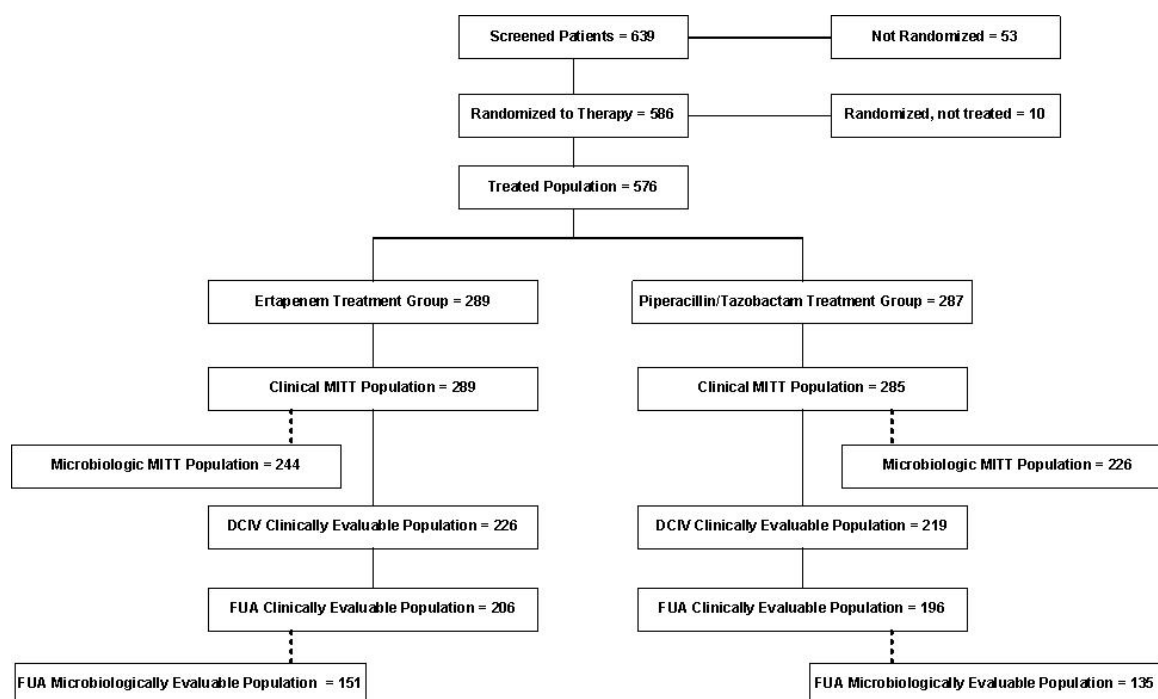 Screened Patients = 639
Not Randomized = 53
Randomized to Therapy = 586
Randomized, not treated = 10
Treated Population = 576
Ertapenem Treatment Group = 289
Piperacillin/Tazobactam Treatment Group = 287
Clinical MITT Population = 289
Clinical MITT Population = 285
Microbiologic MITT Population = 244
Microbiologic MITT Population = 226
DCIV Clinically Evaluable Population = 226
DCIV Clinically Evaluable Population = 219
FUA Clinically Evaluable Population = 206
FUA Clinically Evaluable Population = 196
FUA Microbiologically Evaluable Population = 151
FUA Microbiologically Evaluable Population = 135